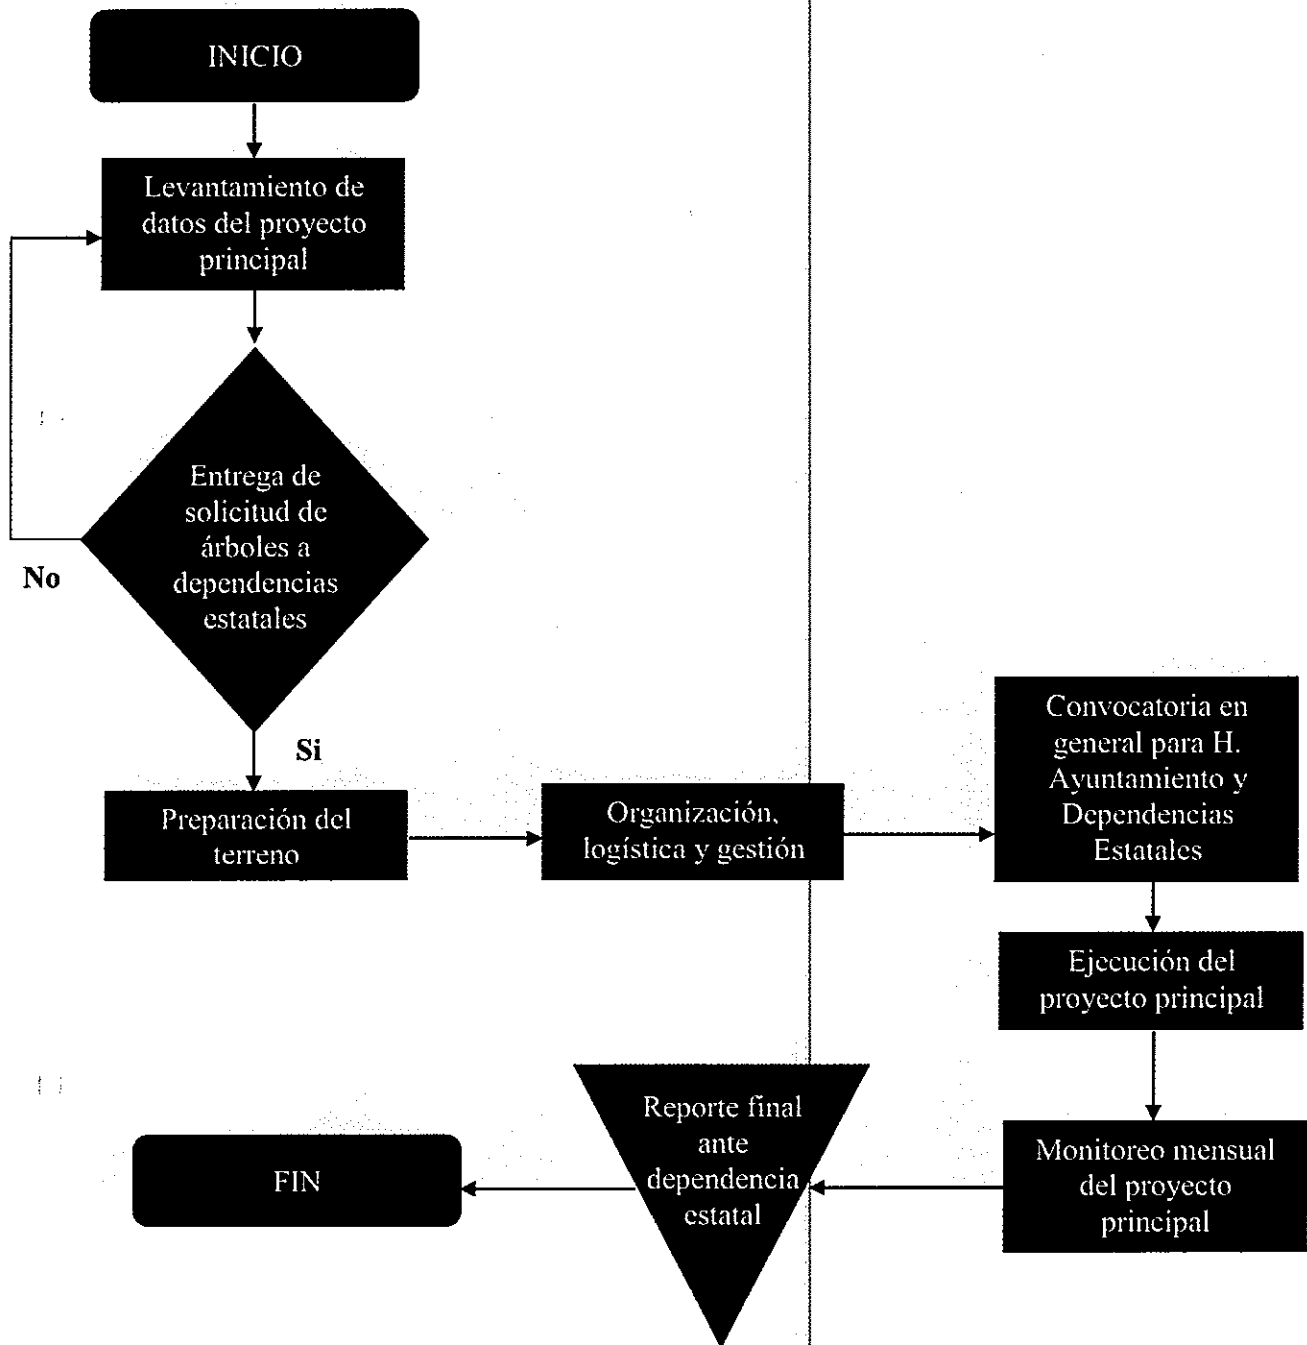 INICIO
Levantamiento de
datos del proyecto
principal
Entrega de
solicitud de
árboles a
dependencias
estatales
No
Si
Preparación del
terreno
Organización,
logística y gestión
Convocatoria en
general para H.
Ayuntamiento y
Dependencias
Estatales
Ejecución del
proyecto principal
Monitoreo mensual
del proyecto
principal
Reporte final
ante
dependencia
estatal
FIN